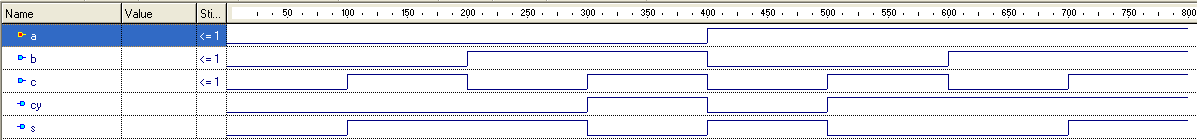 Name Value Sti... 50 100 150 200 250 300 350 400 450 500 550 600 650 700 750 800
a <= 1
b <= 1
c <= 1
cy
s